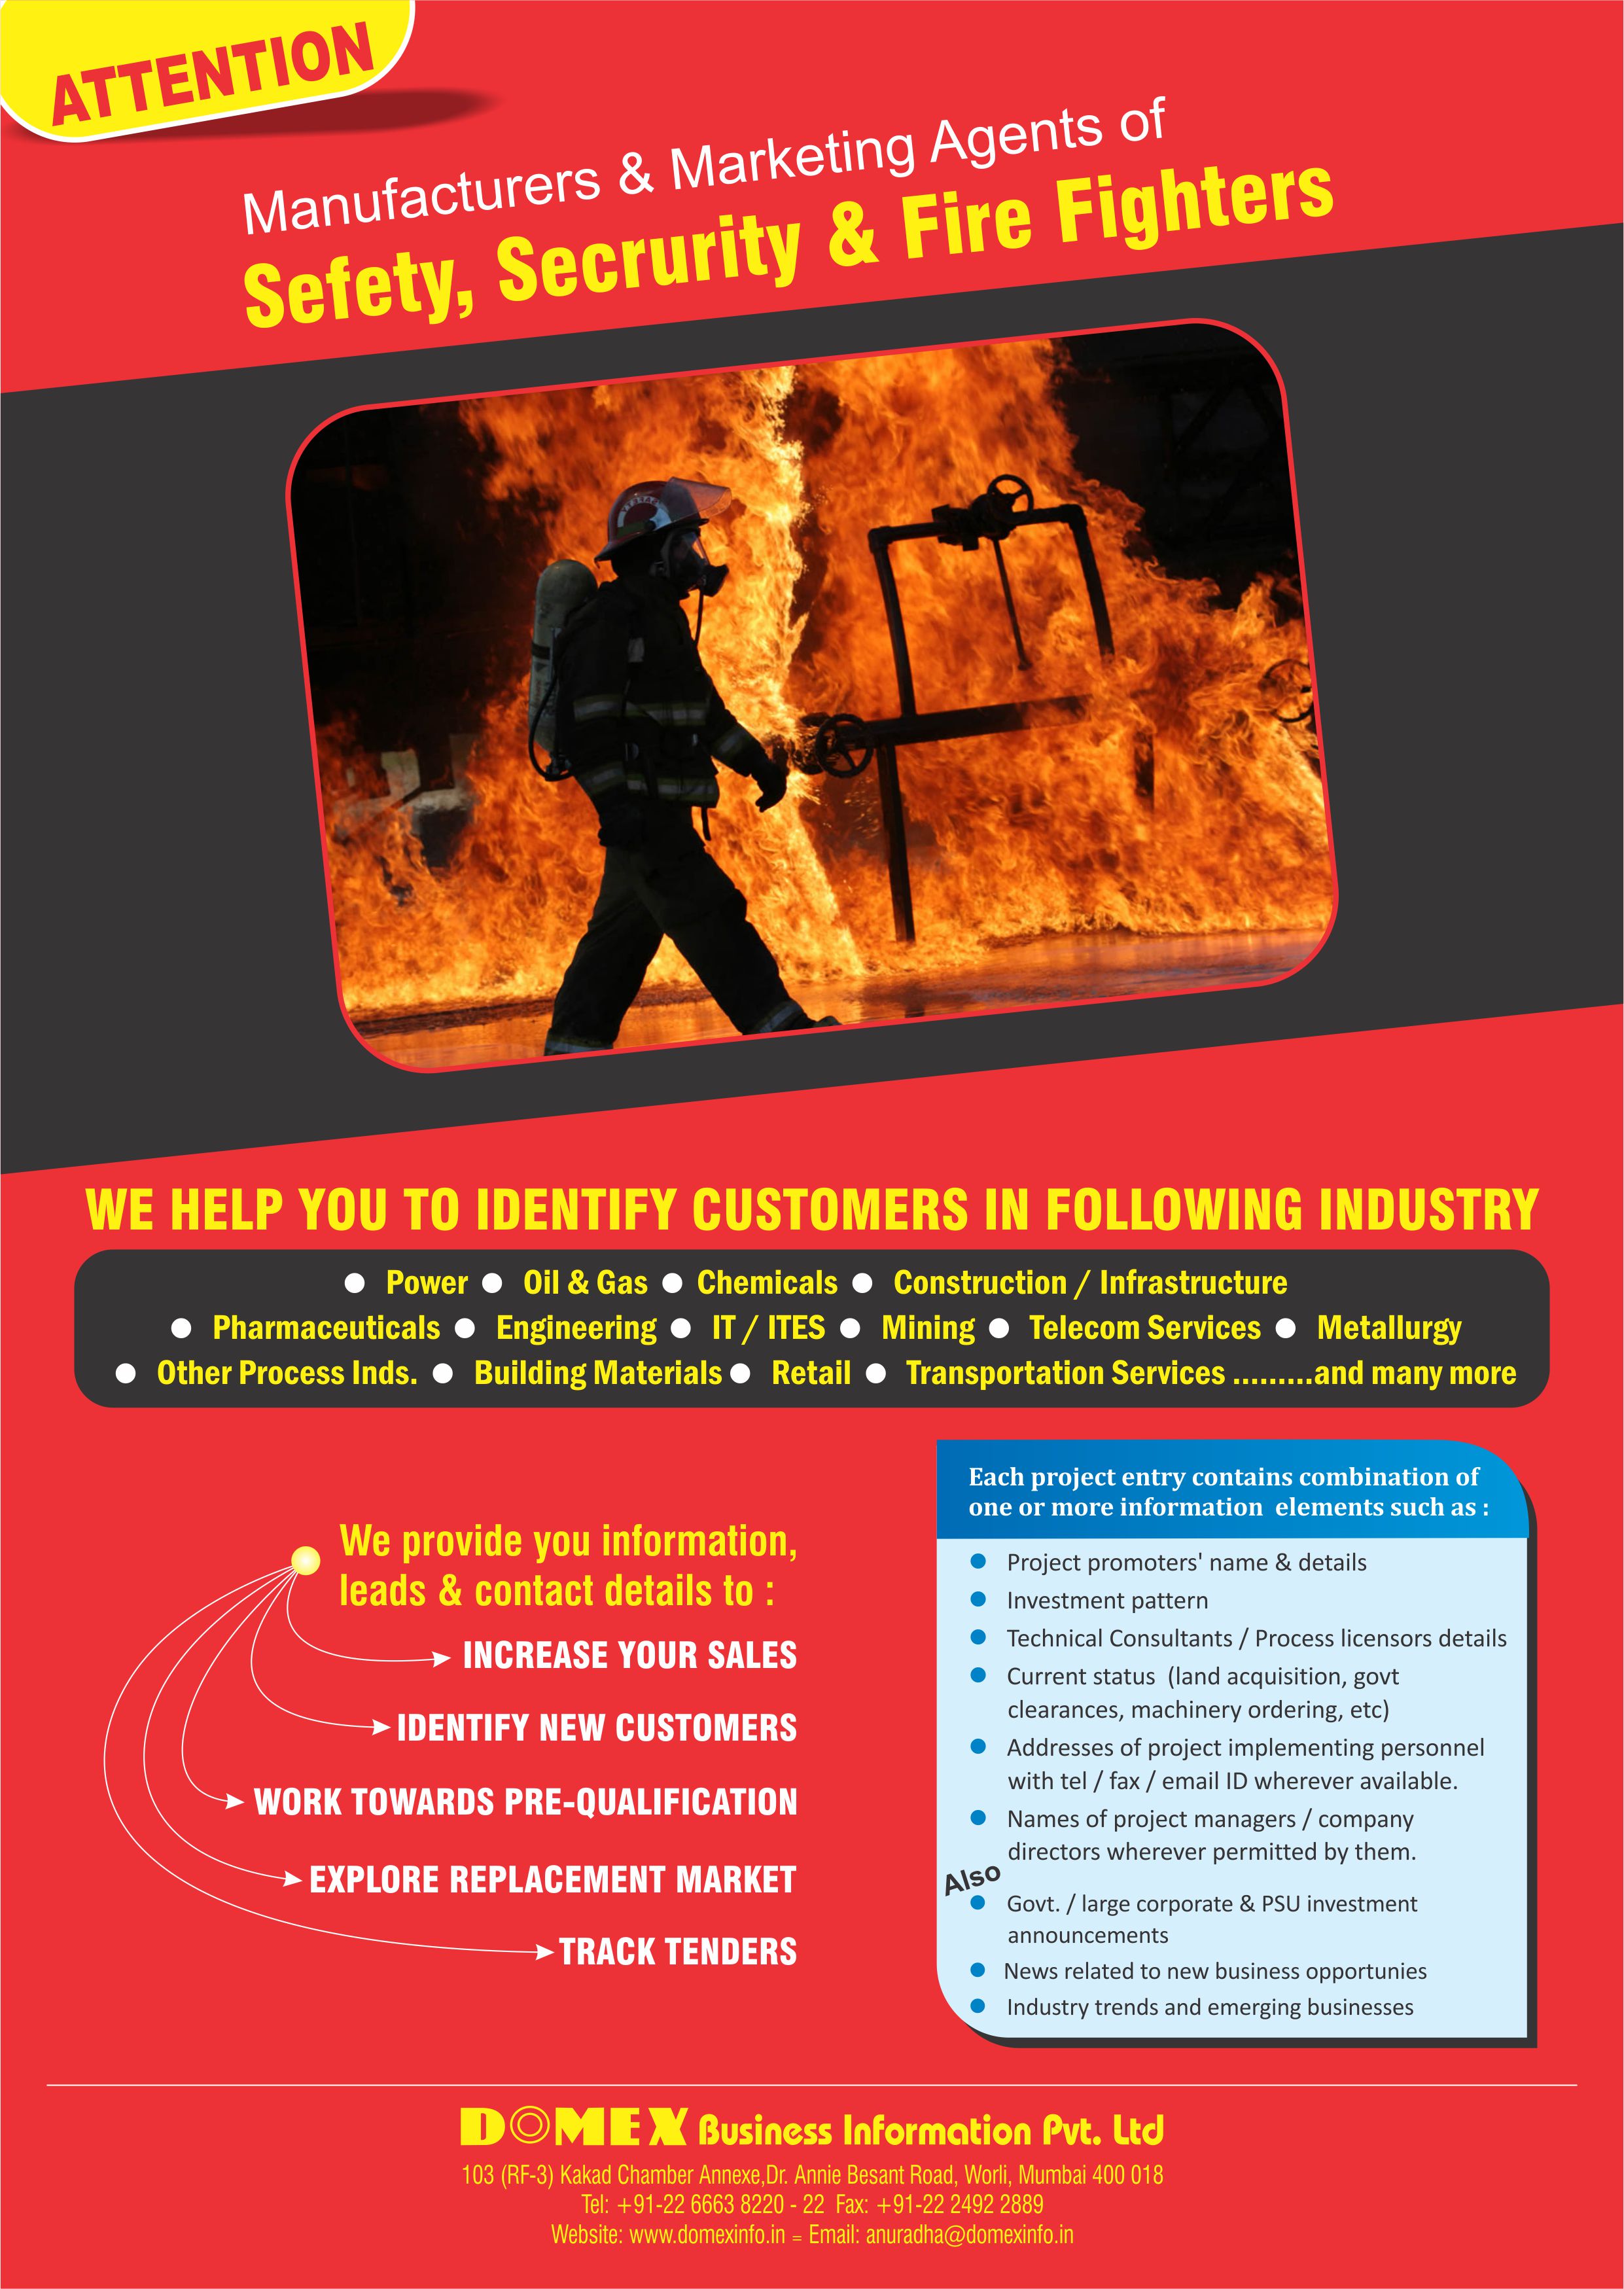 ATTENTION
Manufacturers & Marketing Agents of
Sefety, Secrurity & Fire Fighters
WE HELP YOU TO IDENTIFY CUSTOMERS IN FOLLOWING INDUSTRY
● Power ● Oil & Gas ● Chemicals ● Construction / Infrastructure
● Pharmaceuticals ● Engineering ● IT / ITES ● Mining ● Telecom Services ● Metallurgy
● Other Process Inds. ● Building Materials ● Retail ● Transportation Services .........and many more
We provide you information,
leads & contact details to :
INCREASE YOUR SALES
IDENTIFY NEW CUSTOMERS
WORK TOWARDS PRE-QUALIFICATION
EXPLORE REPLACEMENT MARKET
TRACK TENDERS
Each project entry contains combination of
one or more information elements such as :
● Project promoters' name & details
● Investment pattern
● Technical Consultants / Process licensors details
● Current status (land acquisition, govt
clearances, machinery ordering, etc)
● Addresses of project implementing personnel
with tel / fax / email ID wherever available.
● Names of project managers / company
directors wherever permitted by them.
Also
● Govt. / large corporate & PSU investment
announcements
● News related to new business opportunies
● Industry trends and emerging businesses
DOMEX Business Information Pvt. Ltd
103 (RF-3) Kakad Chamber Annexe,Dr. Annie Besant Road, Worli, Mumbai 400 018
Tel: +91-22 6663 8220 - 22 Fax: +91-22 2492 2889
Website: www.domexinfo.in = Email: anuradha@domexinfo.in